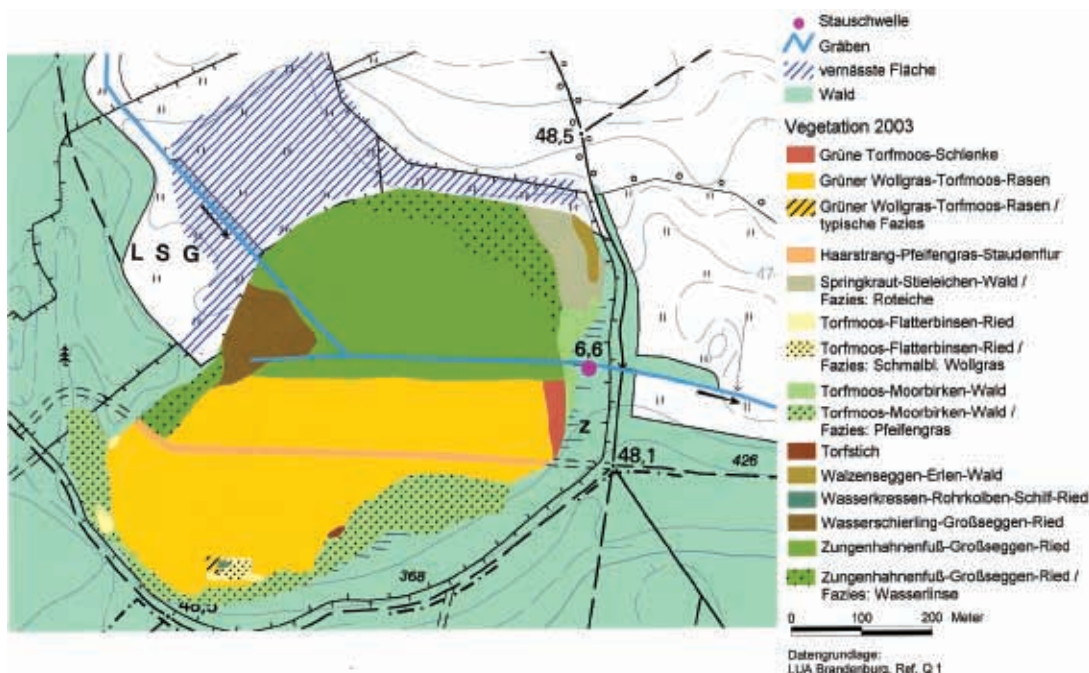 Stauschwelle
Gräben
vernässte Fläche
Wald
Vegetation 2003
Grüne Torfmoos-Schlenke
Grüner Wollgras-Torfmoos-Rasen
Grüner Wollgras-Torfmoos-Rasen /
typische Fazies
Haarstrang-Pfeifengras-Staudenflur
Springkraut-Stieleichen-Wald /
Fazies: Roteiche
Torfmoos-Flatterbinsen-Ried
Torfmoos-Flatterbinsen-Ried /
Fazies: Schmalbl. Wollgras
Torfmoos-Moorbirken-Wald
Torfmoos-Moorbirken-Wald /
Fazies: Pfeifengras
Torfstich
Walzenseggen-Erlen-Wald
Wasserkressen-Rohrkolben-Schilf-Ried
Wasserschierling-Großseggen-Ried
Zungenhahnenfuß-Großseggen-Ried
Zungenhahnenfuß-Großseggen-Ried /
Fazies: Wasserlinse
0 100 200 Meter
Datengrundlage:
LUA Brandenburg, Ref. Ö 1
48,5
L S G
47
6,6
Z
48,1
426
368